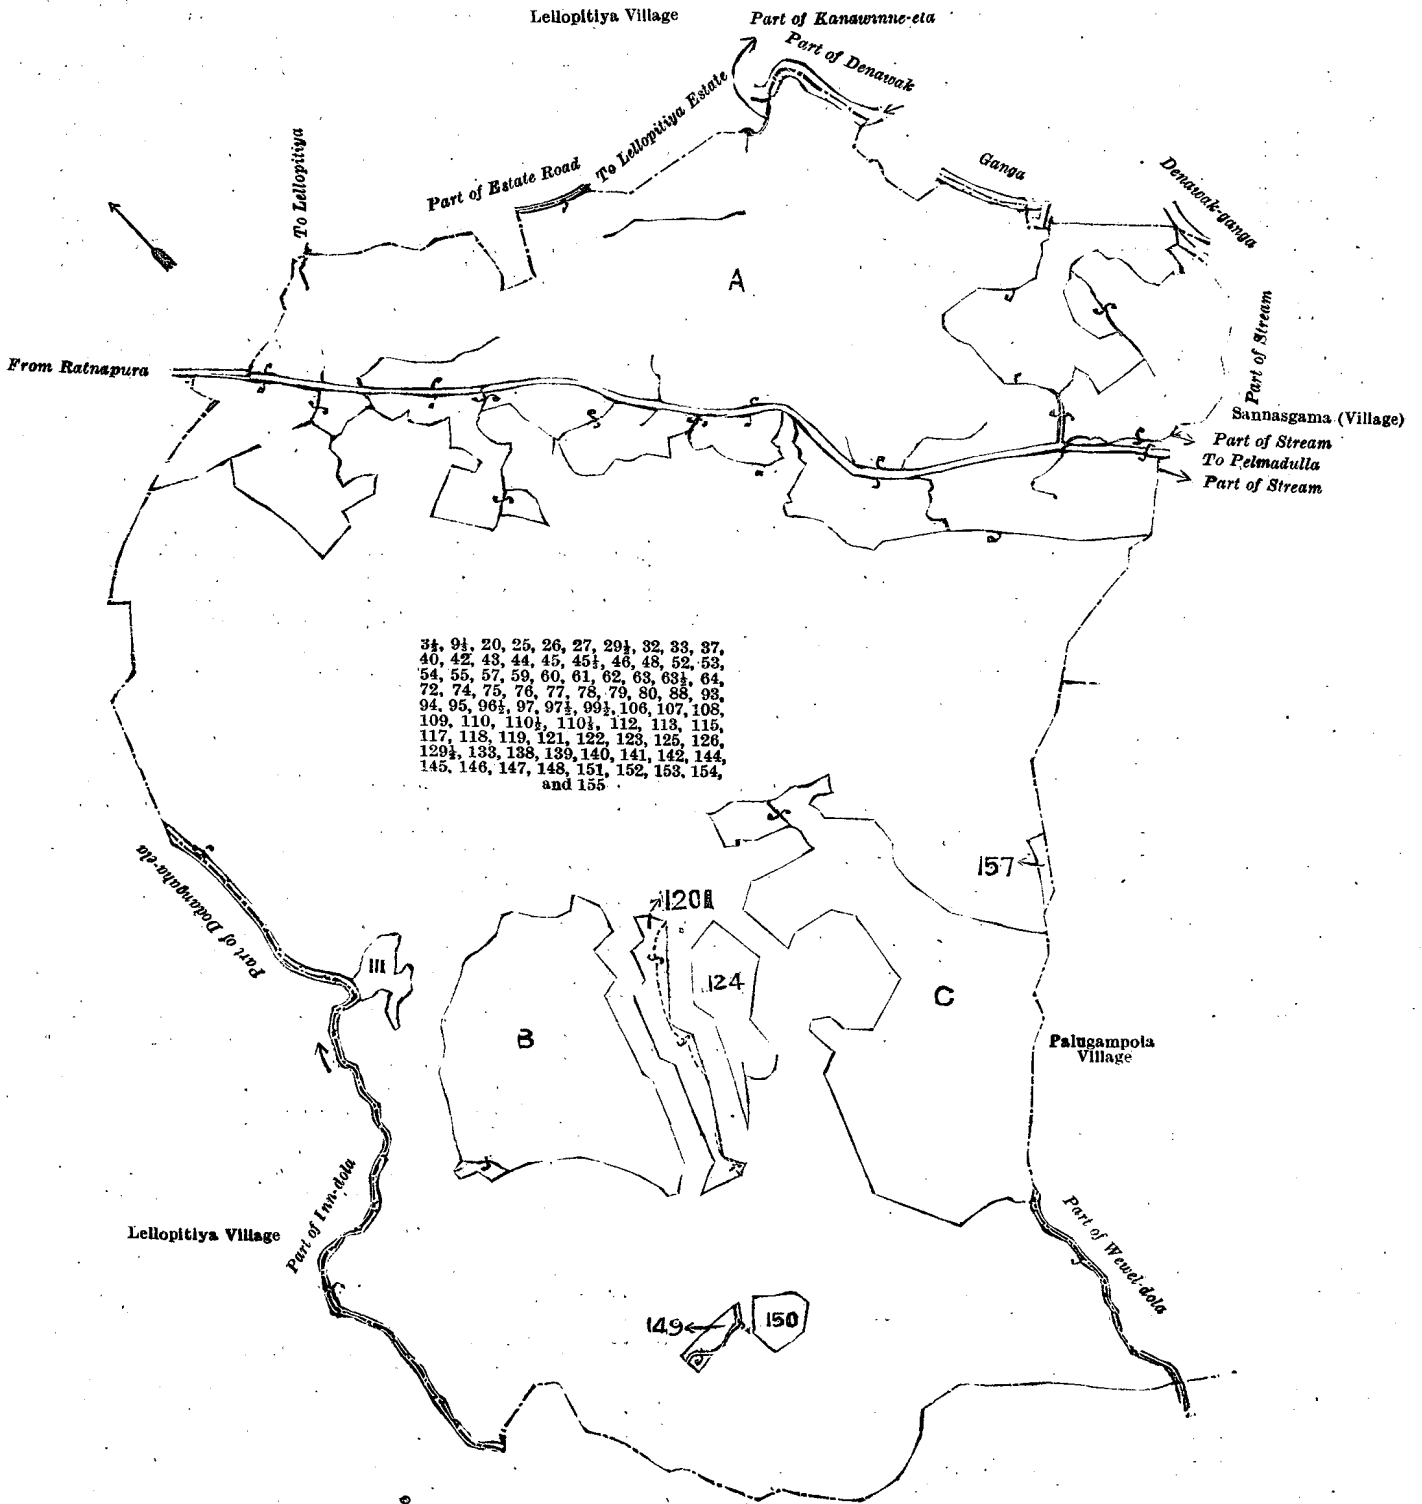 Lellopitiya Village
Part of Kanawinne-ela
Part of Denawak
To Lellopitiya Estate
Part of Estate Road
To Lellopitiya
Ganga
Denawak-ganga
A
Part of Stream
From Ratnapura
Sannasgama (Village)
Part of Stream
To Pelmadulla
Part of Stream
3½, 9½, 20, 25, 26, 27, 29½, 32, 33, 37,
40, 42, 43, 44, 45, 45½, 46, 48, 52, 53,
54, 55, 57, 59, 60, 61, 62, 63, 63½, 64,
72, 74, 75, 76, 77, 78, 79, 80, 88, 93,
94, 95, 96½, 97, 97½, 99½, 106, 107, 108,
109, 110, 110½, 110⅓, 112, 113, 115,
117, 118, 119, 121, 122, 123, 125, 126,
129½, 133, 138, 139, 140, 141, 142, 144,
145, 146, 147, 148, 151, 152, 153, 154,
and 155
157
Part of Dodangaha-ela
111
124
B
C
Palugampola
Village
Part of Inn-dola
Lellopitiya Village
Part of Wewel-dola
149
150